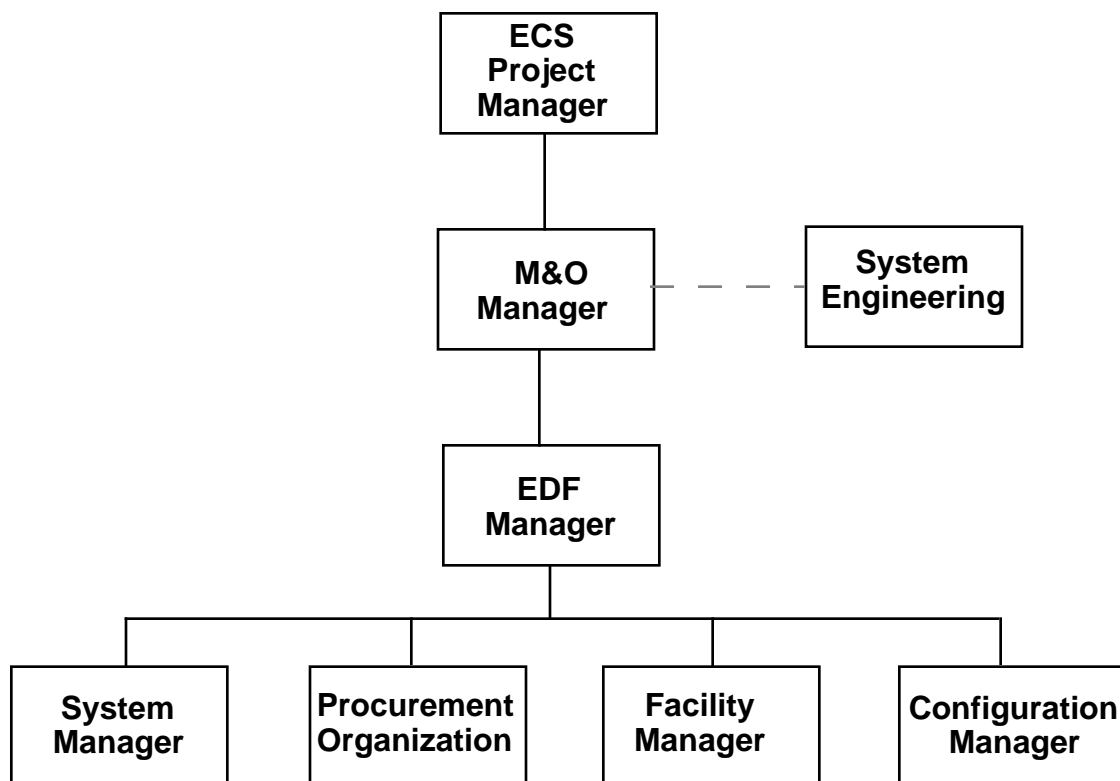 ECS
Project
Manager
M&O
Manager
System
Engineering
EDF
Manager
System
Manager
Procurement
Organization
Facility
Manager
Configuration
Manager